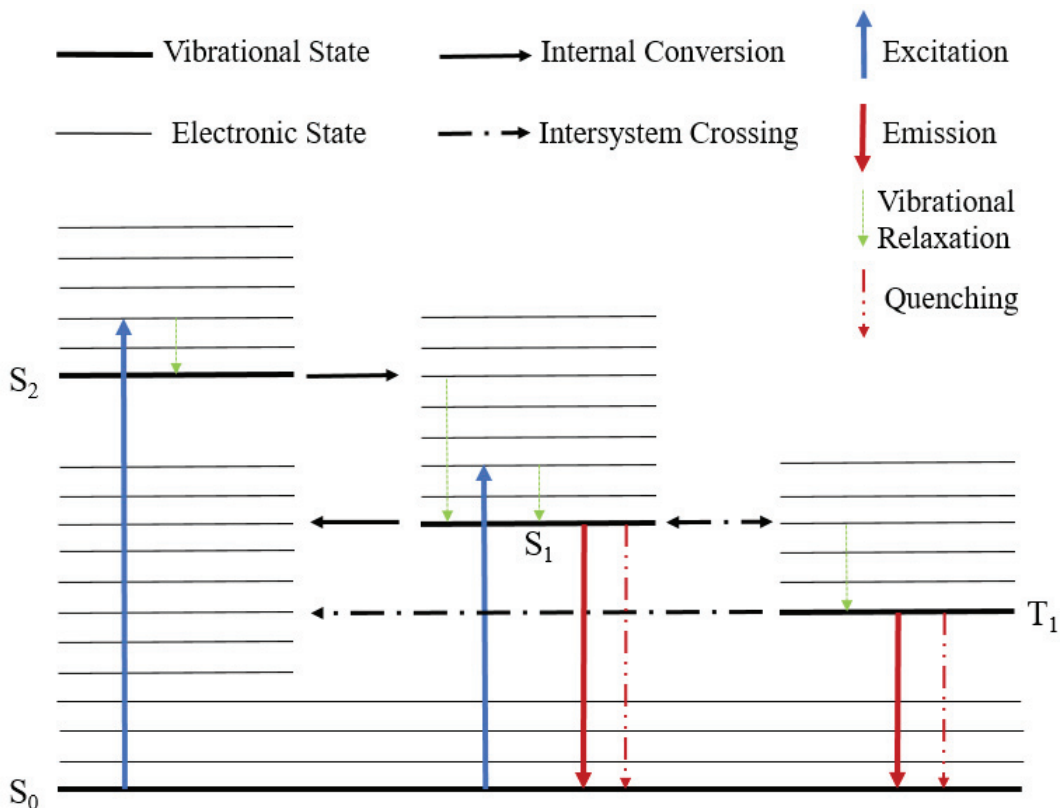 Vibrational State
Internal Conversion
Excitation
Electronic State
Intersystem Crossing
Emission
Vibrational
Relaxation
Quenching
S2
S1
T1
S0